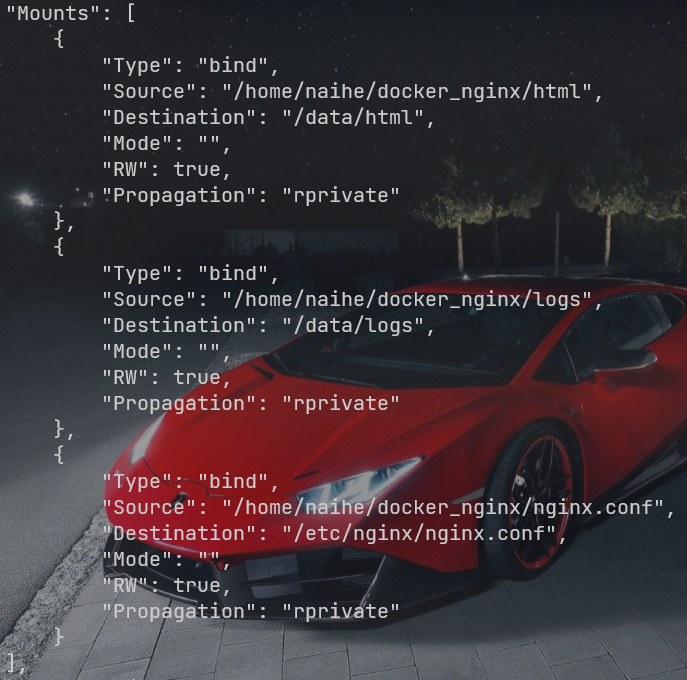 "Mounts": [
    {
        "Type": "bind",
        "Source": "/home/naihe/docker_nginx/html",
        "Destination": "/data/html",
        "Mode": "",
        "RW": true,
        "Propagation": "rprivate"
    },
    {
        "Type": "bind",
        "Source": "/home/naihe/docker_nginx/logs",
        "Destination": "/data/logs",
        "Mode": "",
        "RW": true,
        "Propagation": "rprivate"
    },
    {
        "Type": "bind",
        "Source": "/home/naihe/docker_nginx/nginx.conf",
        "Destination": "/etc/nginx/nginx.conf",
        "Mode": "",
        "RW": true,
        "Propagation": "rprivate"
    }
],